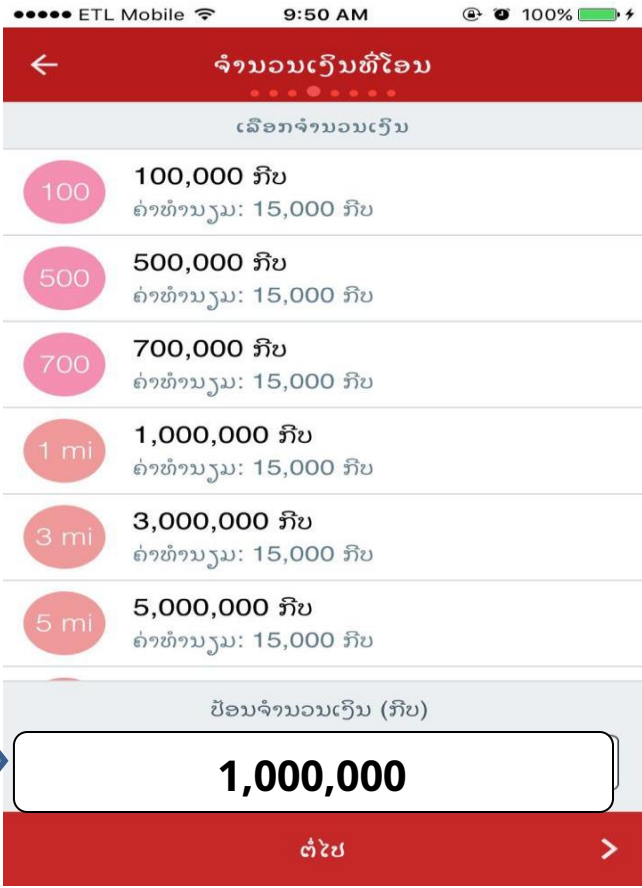 ETL Mobile 9:50 AM 100%
ຈຳນວນເງິນທີ່ໂອນ
ເລືອກຈຳນວນເງິນ
100 100,000 ກີບ
ຄ່າທຳນຽມ: 15,000 ກີບ
500 500,000 ກີບ
ຄ່າທຳນຽມ: 15,000 ກີບ
700 700,000 ກີບ
ຄ່າທຳນຽມ: 15,000 ກີບ
1 mi 1,000,000 ກີບ
ຄ່າທຳນຽມ: 15,000 ກີບ
3 mi 3,000,000 ກີບ
ຄ່າທຳນຽມ: 15,000 ກີບ
5 mi 5,000,000 ກີບ
ຄ່າທຳນຽມ: 15,000 ກີບ
ປ້ອນຈຳນວນເງິນ (ກີບ)
1,000,000
ຕໍ່ໄປ